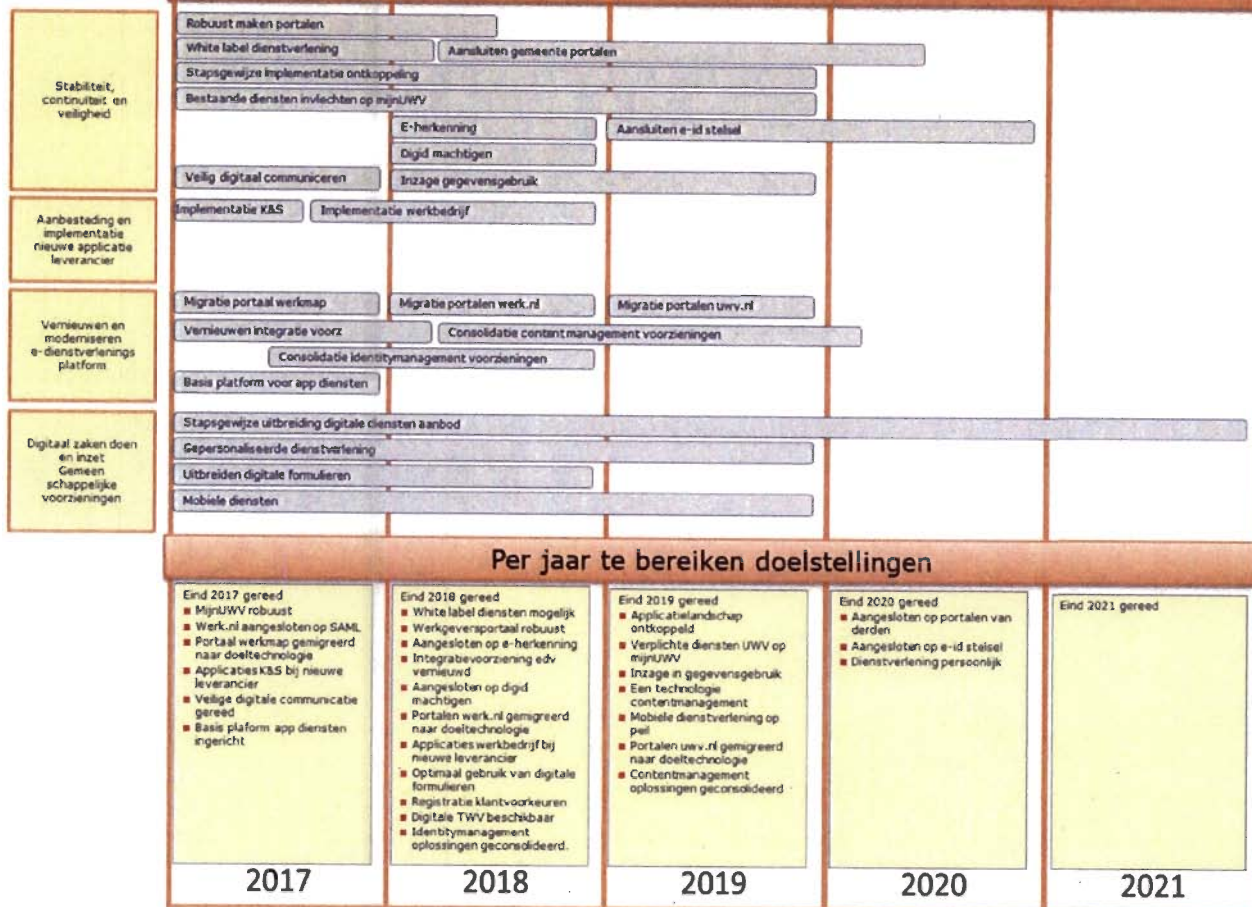 Stabiliteit,
continuïteit en
veiligheid
Robuust maken portalen
White label dienstverlening
Aansluiten gemeente portalen
Stapsgewijze implementatie ontkoppeling
Bestaande diensten invlechten op mijnUWV
E-herkenning
Aansluiten e-id stelsel
Digid machtigen
Veilig digitaal communiceren
Inzage gegevensgebruik
Aanbesteding en
implementatie
nieuwe applicatie
leverancier
Implementatie K&S
Implementatie werkbedrijf
Vernieuwen en
moderniseren
e-dienstverlenings
platform
Migratie portaal werkmap
Migratie portalen werk.nl
Migratie portalen uwv.nl
Vernieuwen integratie voorz
Consolidatie content management voorzieningen
Consolidatie identitymanagement voorzieningen
Basis platform voor app diensten
Digitaal zaken doen
en inzet
Gemeen
schappelijke
voorzieningen
Stapsgewijze uitbreiding digitale diensten aanbod
Gepersonaliseerde dienstverlening
Uitbreiden digitale formulieren
Mobiele diensten
Per jaar te bereiken doelstellingen
Eind 2017 gereed
■ MijnUWV robuust
■ Werk.nl aangesloten op SAML
■ Portaal werkmap gemigreerd
naar doeltechnologie
■ Applicaties K&S bij nieuwe
leverancier
■ Veilige digitale communicatie
gereed
■ Basis plaform app diensten
ingericht
2017
Eind 2018 gereed
■ White label diensten mogelijk
■ Werkgeversportaal robuust
■ Aangesloten op e-herkenning
■ Integratievoorziening edv
vernieuwd
■ Aangesloten op digid
machtigen
■ Portalen werk.nl gemigreerd
naar doeltechnologie
■ Applicaties werkbedrijf bij
nieuwe leverancier
■ Optimaal gebruik van digitale
formulieren
■ Registratie klantvoorkeuren
■ Digitale TWV beschikbaar
■ Identitymanagement
oplossingen geconsolideerd.
2018
Eind 2019 gereed
■ Applicatielandschap
ontkoppeld
■ Verplichte diensten UWV op
mijnUWV
■ Inzage in gegevensgebruik
■ Een technologie
contentmanagement
■ Mobiele dienstverlening op
peil
■ Portalen uwv.nl gemigreerd
naar doeltechnologie
■ Contentmanagement
oplossingen geconsolideerd
2019
Eind 2020 gereed
■ Aangesloten op portalen van
derden
■ Aangesloten op e-id stelsel
■ Dienstverlening persoonlijk
2020
Eind 2021 gereed
2021